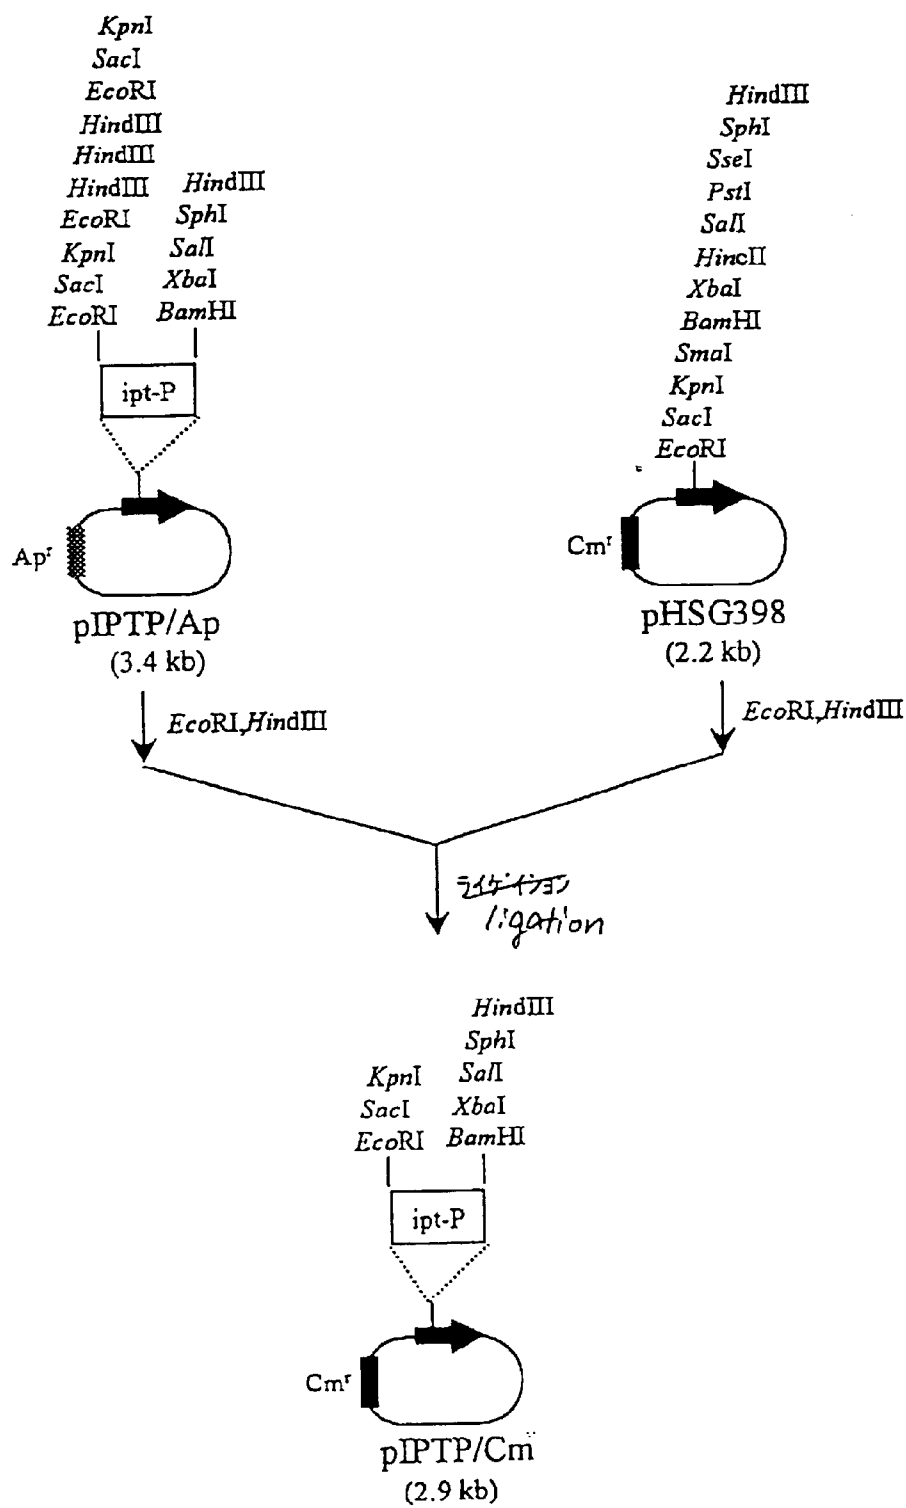 KpnI
SacI
EcoRI
HindIII
HindIII
HindIII
EcoRI
KpnI
SacI
EcoRI
HindIII
SphI
SalI
XbaI
BamHI
ipt-P
Apʳ
pIPTP/Ap
(3.4 kb)
EcoRI,HindIII
HindIII
SphI
SseI
PstI
SalI
HincII
XbaI
BamHI
SmaI
KpnI
SacI
EcoRI
Cmʳ
pHSG398
(2.2 kb)
EcoRI,HindIII
ライゲイション
ligation
KpnI
SacI
EcoRI
HindIII
SphI
SalI
XbaI
BamHI
ipt-P
Cmʳ
pIPTP/Cm
(2.9 kb)